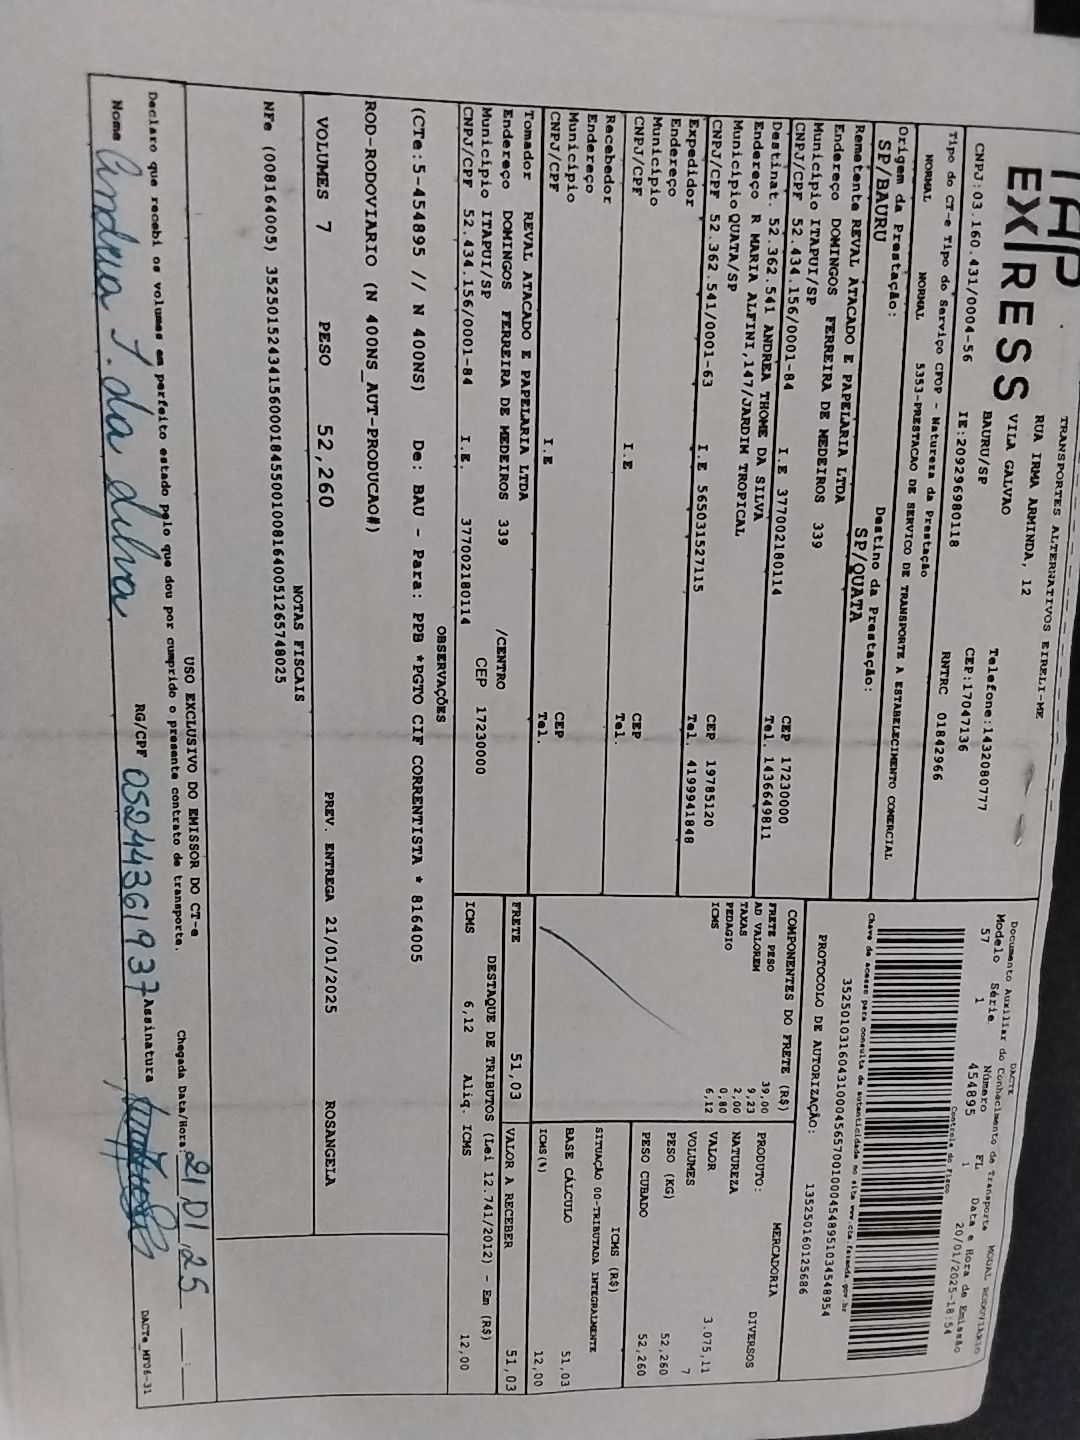 TAP
EXPRESS
TRANSPORTES ALTERNATIVOS EIRELI-ME
RUA IRMA ARMINDA, 12
VILA GALVAO Telefone:1432080777
BAURU/SP CEP:17047136
CNPJ:03.160.431/0004-56 IE:209296980118 RNTRC 01842966
Tipo do CT-e Tipo do Serviço CFOP - Natureza da Prestação
NORMAL NORMAL 5353-PRESTACAO DE SERVICO DE TRANSPORTE A ESTABELECIMENTO COMERCIAL
Origem da Prestação: Destino da Prestação:
SP/BAURU SP/QUATA
Remetente REVAL ATACADO E PAPELARIA LTDA
Endereço DOMINGOS FERREIRA DE MEDEIROS 339
Município ITAPUI/SP CEP 17230000
CNPJ/CPF 52.434.156/0001-84 I.E 377002180114 Tel. 1436649811
Destinat. 52.362.541 ANDREA THOME DA SILVA
Endereço R MARIA ALFINI,147/JARDIM TROPICAL
Município QUATA/SP CEP 19785120
CNPJ/CPF 52.362.541/0001-63 I.E 565031527115 Tel. 4199941848
Expedidor
Endereço
Município CEP
CNPJ/CPF I.E Tel.
Recebedor
Endereço
Município CEP
CNPJ/CPF I.E Tel.
Tomador REVAL ATACADO E PAPELARIA LTDA
Endereço DOMINGOS FERREIRA DE MEDEIROS 339 /CENTRO
Município ITAPUI/SP CEP 17230000
CNPJ/CPF 52.434.156/0001-84 I.E. 377002180114
DACTE MODAL RODOVIÁRIO
Documento Auxiliar do Conhecimento de Transporte
Modelo Série Número FL Data e Hora de Emissão
57 1 454895 1 20/01/2025-18:54
Controle do Fisco
Chave de acesso para consulta de autenticidade no site www.cte.fazenda.gov.br
35250103160431000456570010004548951034548954
PROTOCOLO DE AUTORIZAÇÃO: 135250160125686
COMPONENTES DO FRETE (R$)
FRETE PESO 39,00
AD VALOREM 9,23
TAXAS 2,00
PEDAGIO 0,80
ICMS 6,12
PRODUTO: MERCADORIA
NATUREZA DIVERSOS
VALOR 3.075,11
VOLUMES 7
PESO (KG) 52,260
PESO CUBADO 52,260
ICMS (R$)
SITUAÇÃO 00-TRIBUTADA INTEGRALMENTE
BASE CÁLCULO 51,03
ICMS(%) 12,00
FRETE 51,03 VALOR A RECEBER 51,03
DESTAQUE DE TRIBUTOS (Lei 12.741/2012) - Em (R$)
ICMS 6,12 Aliq. ICMS 12,00
OBSERVAÇÕES
(CTe:5-454895 // N 400NS) De: BAU - Para: PPB *PGTO CIF CORRENTISTA * 8164005
ROD-RODOVIARIO (N 400NS_AUT-PRODUCAO#)
VOLUMES 7 PESO 52,260 PREV. ENTREGA 21/01/2025 ROSANGELA
NOTAS FISCAIS
NFe (008164005) 35250152434156000184550010081640051265748025
USO EXCLUSIVO DO EMISSOR DO CT-e
Declaro que recebi os volumes em perfeito estado pelo que dou por cumprido o presente contrato de transporte. Chegada Data/Hora: 21 01 25
Nome Andrea T. da Silva RG/CPF 05244361937 Assinatura
DACTe_MF06-31